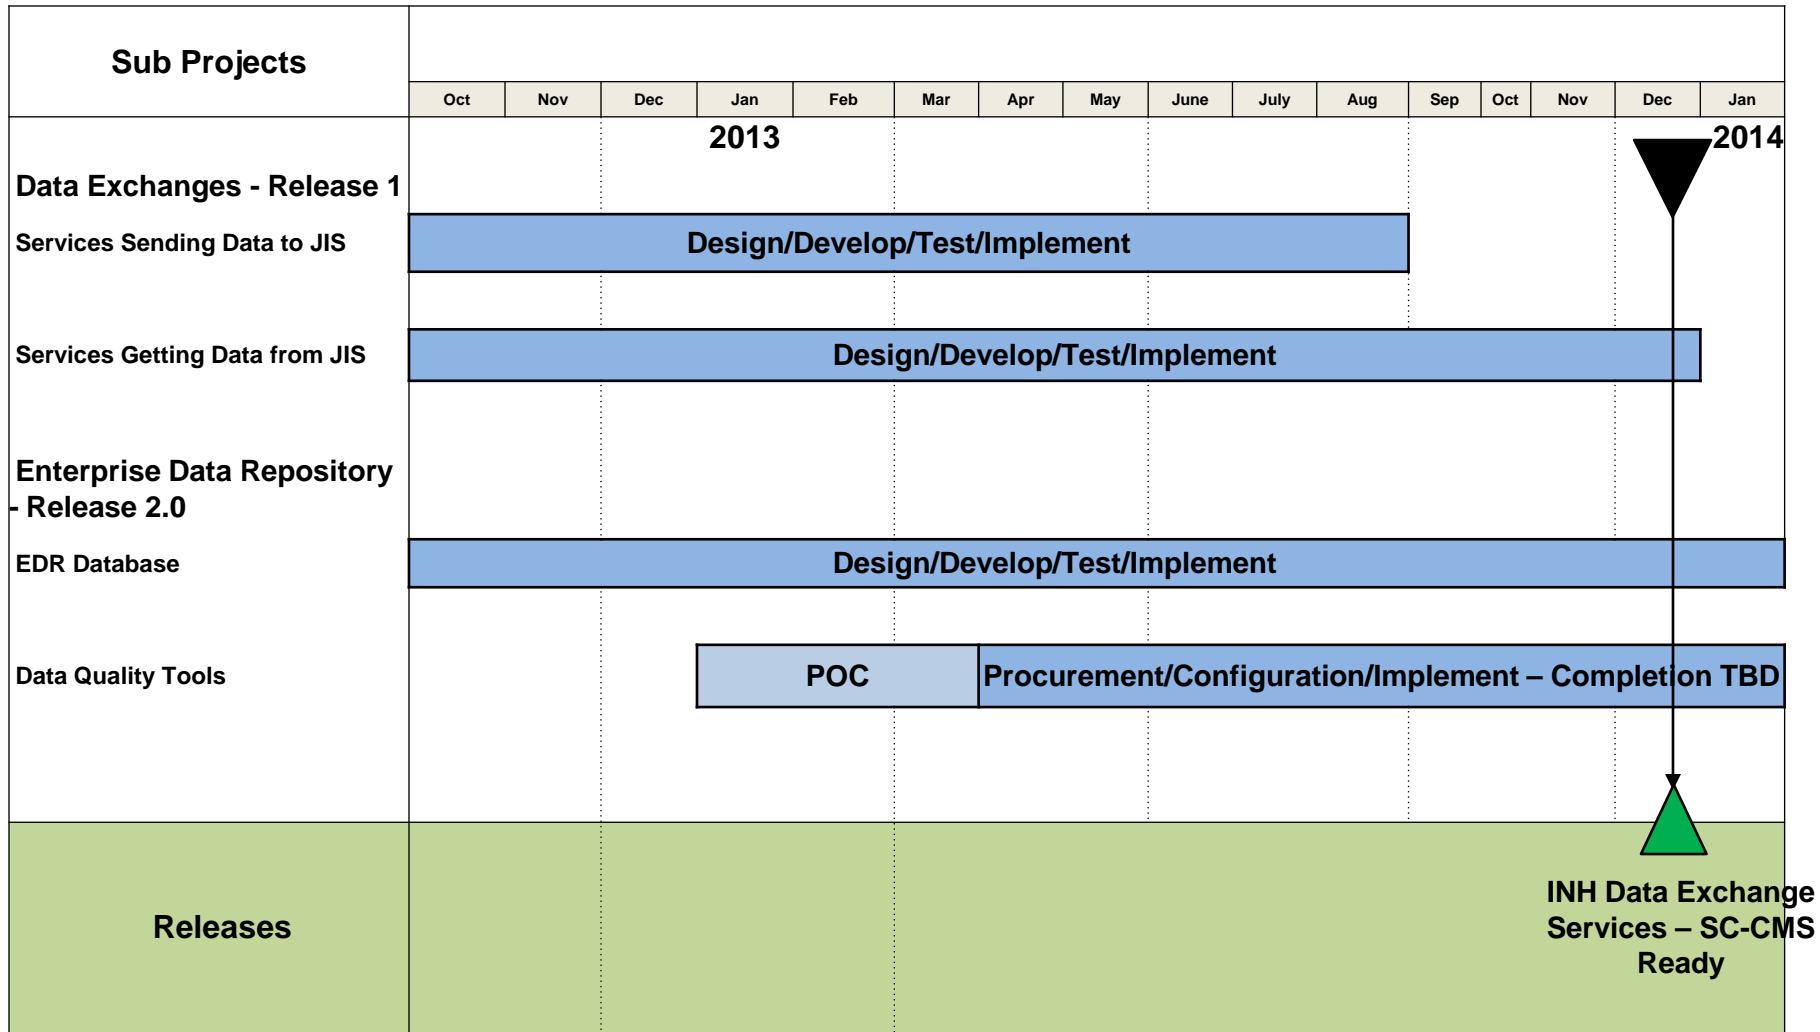 Sub Projects
Oct Nov Dec Jan Feb Mar Apr May June July Aug Sep Oct Nov Dec Jan
2013 2014
Data Exchanges - Release 1
Services Sending Data to JIS
Design/Develop/Test/Implement
Services Getting Data from JIS
Design/Develop/Test/Implement
Enterprise Data Repository
- Release 2.0
EDR Database
Design/Develop/Test/Implement
Data Quality Tools
POC
Procurement/Configuration/Implement – Completion TBD
Releases
INH Data Exchange
Services – SC-CMS
Ready